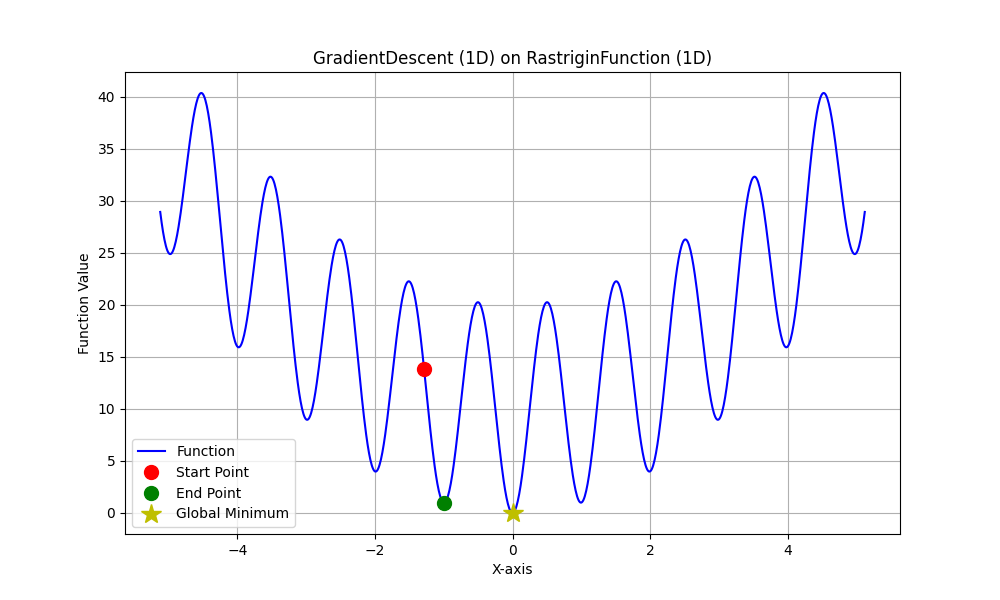 GradientDescent (1D) on RastriginFunction (1D)
40
35
30
25
20
15
10
5
0
Function Value
Function
Start Point
End Point
Global Minimum
−4
−2
0
2
4
X-axis